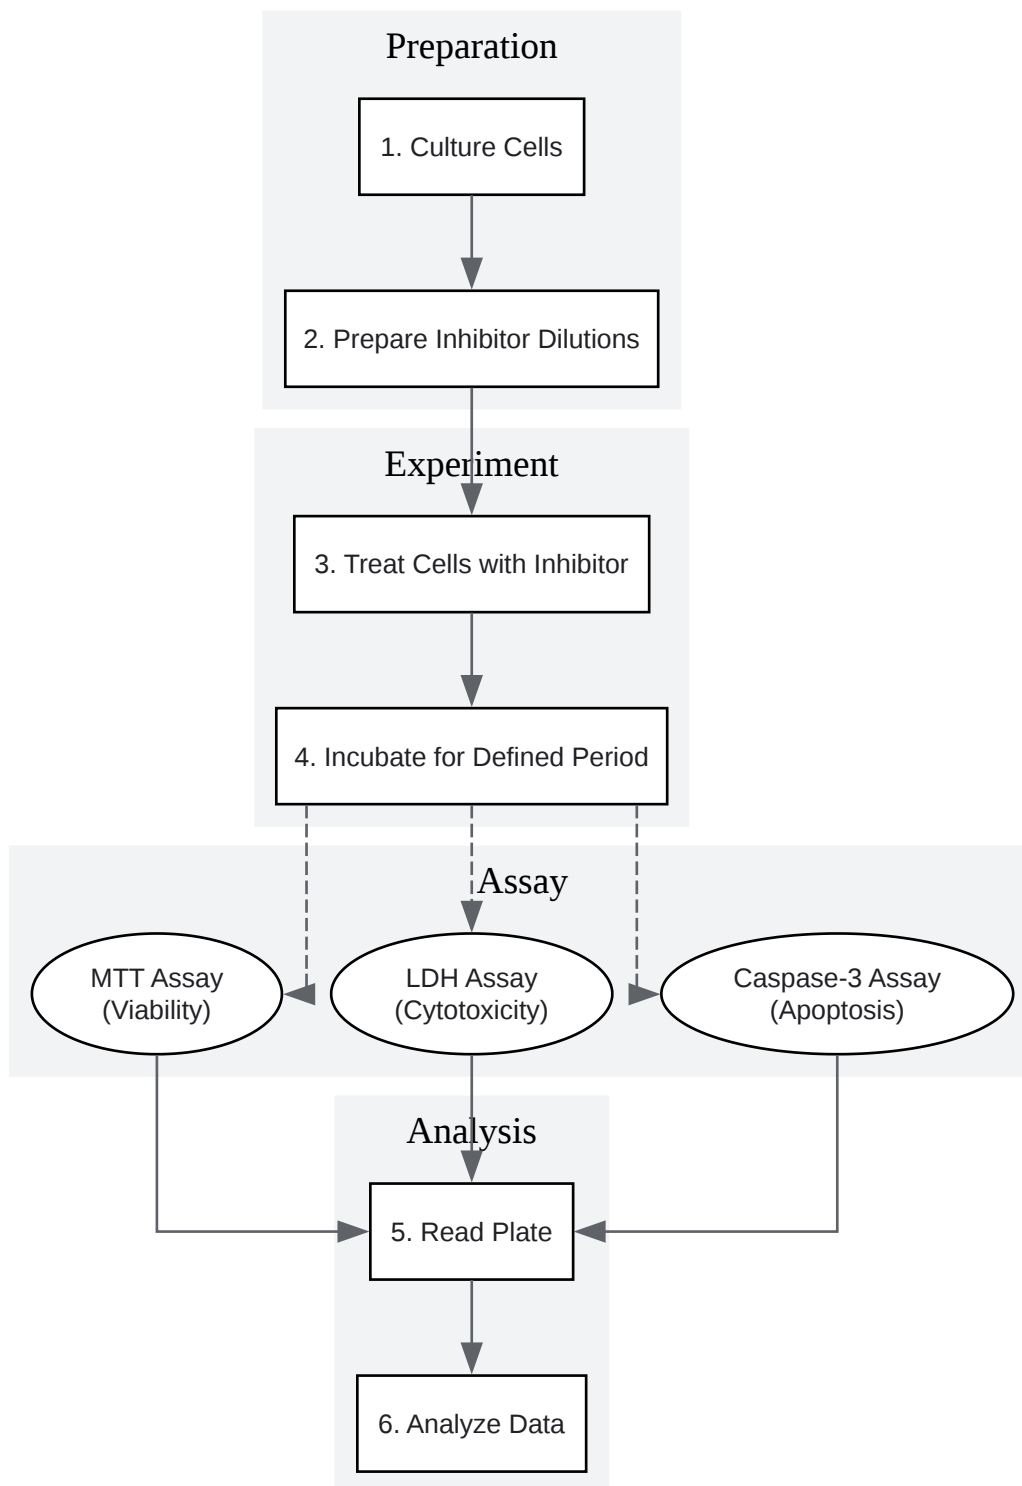 Preparation
1. Culture Cells
2. Prepare Inhibitor Dilutions
Experiment
3. Treat Cells with Inhibitor
4. Incubate for Defined Period
Assay
MTT Assay
(Viability)
LDH Assay
(Cytotoxicity)
Caspase-3 Assay
(Apoptosis)
Analysis
5. Read Plate
6. Analyze Data